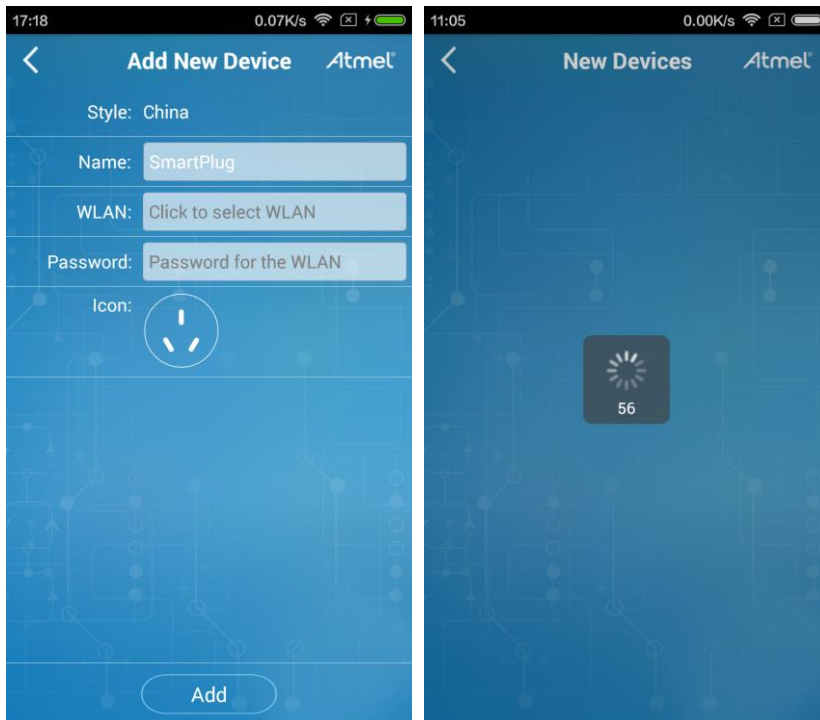 17:18 0.07K/s
Add New Device Atmel
Style: China
Name: SmartPlug
WLAN: Click to select WLAN
Password: Password for the WLAN
Icon:
Add
11:05 0.00K/s
New Devices Atmel
56